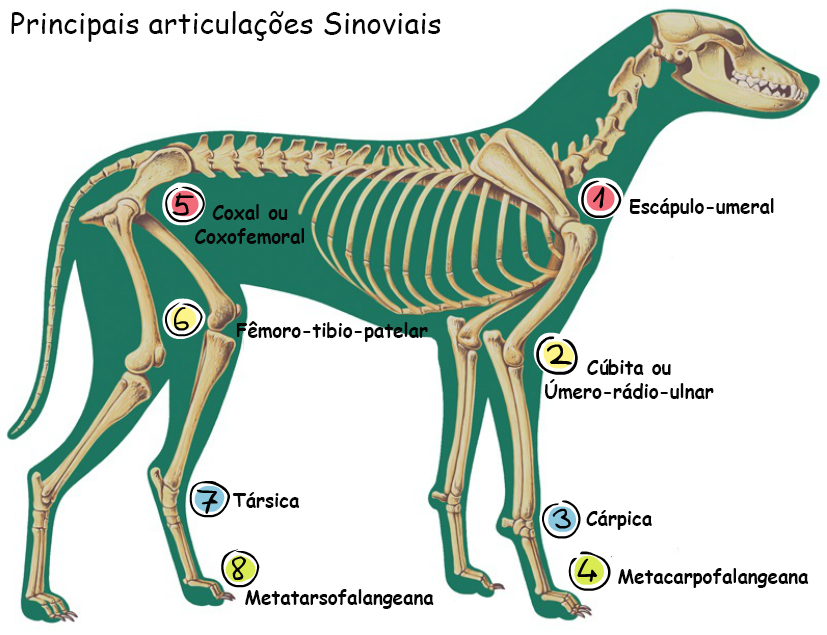 Principais articulações Sinoviais
1
Escápulo-umeral
5
Coxal ou
Coxofemoral
6
Fêmoro-tibio-patelar
2
Cúbita ou
Úmero-rádio-ulnar
7
Társica
3
Cárpica
8
Metatarsofalangeana
4
Metacarpofalangeana